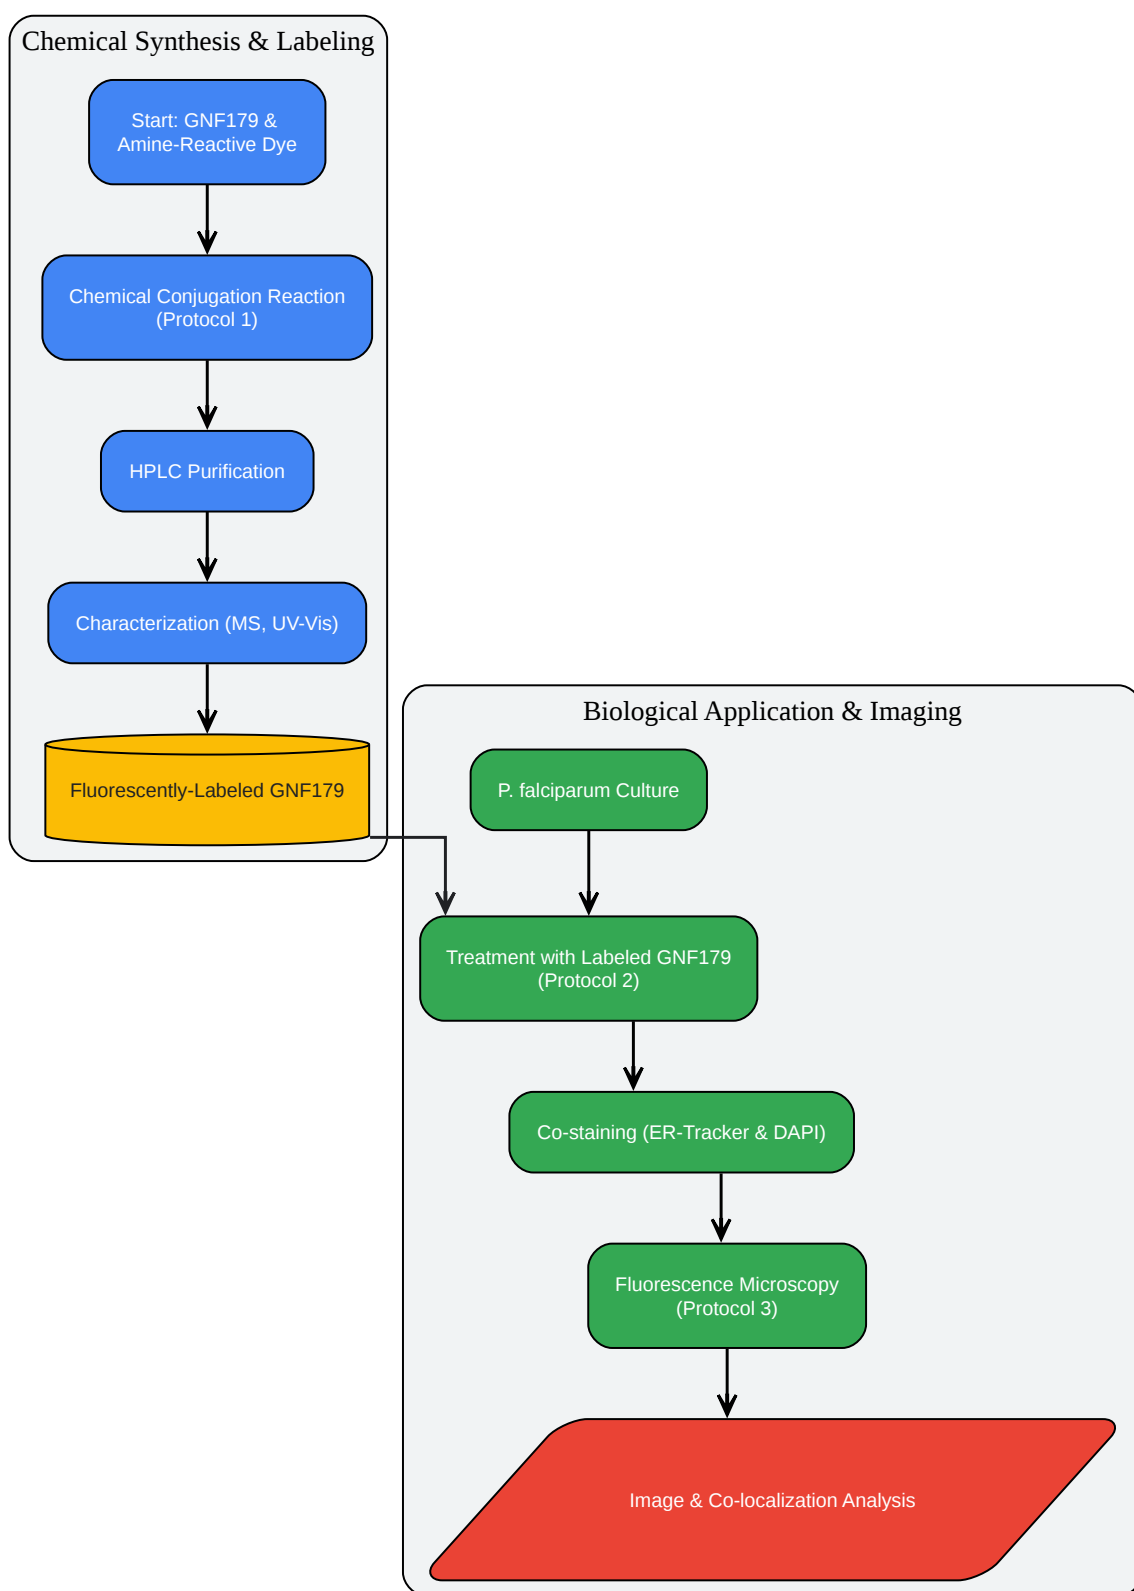 Chemical Synthesis & Labeling
Start: GNF179 &
Amine-Reactive Dye
Chemical Conjugation Reaction
(Protocol 1)
HPLC Purification
Characterization (MS, UV-Vis)
Fluorescently-Labeled GNF179
Biological Application & Imaging
P. falciparum Culture
Treatment with Labeled GNF179
(Protocol 2)
Co-staining (ER-Tracker & DAPI)
Fluorescence Microscopy
(Protocol 3)
Image & Co-localization Analysis